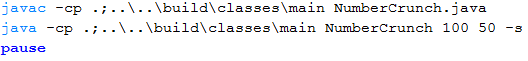 javac -cp .;..\..\build\classes\main NumberCrunch.java
java -cp .;..\..\build\classes\main NumberCrunch 100 50 -s
pause